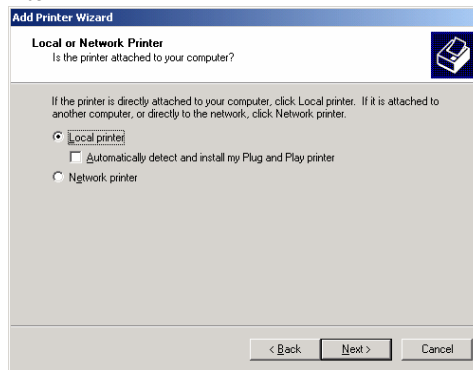 Add Printer Wizard
Local or Network Printer
Is the printer attached to your computer?
If the printer is directly attached to your computer, click Local printer. If it is attached to
another computer, or directly to the network, click Network printer.
Local printer
Automatically detect and install my Plug and Play printer
Network printer
< Back
Next >
Cancel